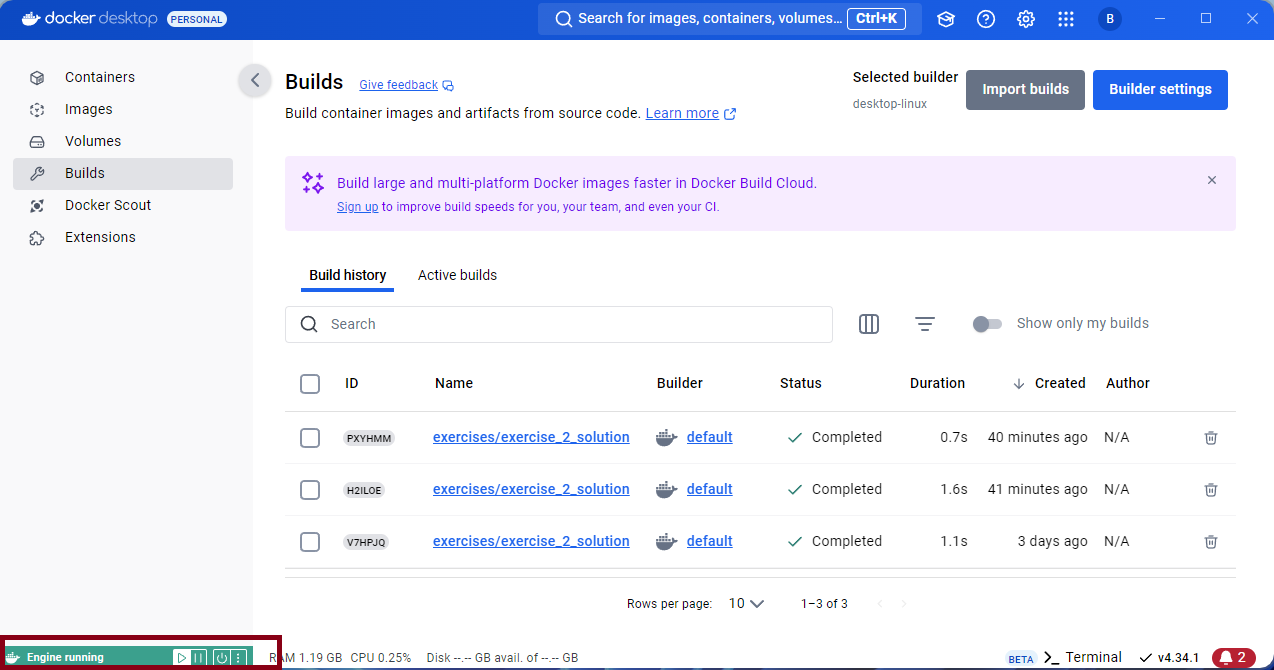 docker desktop PERSONAL Search for images, containers, volumes... Ctrl+K B
Containers
Images
Volumes
Builds
Docker Scout
Extensions
Builds Give feedback
Build container images and artifacts from source code. Learn more
Selected builder
desktop-linux
Import builds
Builder settings
Build large and multi-platform Docker images faster in Docker Build Cloud.
Sign up to improve build speeds for you, your team, and even your CI.
Build history Active builds
Search Show only my builds
ID Name Builder Status Duration Created Author
PXYHMM exercises/exercise_2_solution default Completed 0.7s 40 minutes ago N/A
H2ILOE exercises/exercise_2_solution default Completed 1.6s 41 minutes ago N/A
V7HPJQ exercises/exercise_2_solution default Completed 1.1s 3 days ago N/A
Rows per page: 10 1–3 of 3
Engine running RAM 1.19 GB CPU 0.25% Disk --.-- GB avail. of --.-- GB BETA Terminal v4.34.1 2